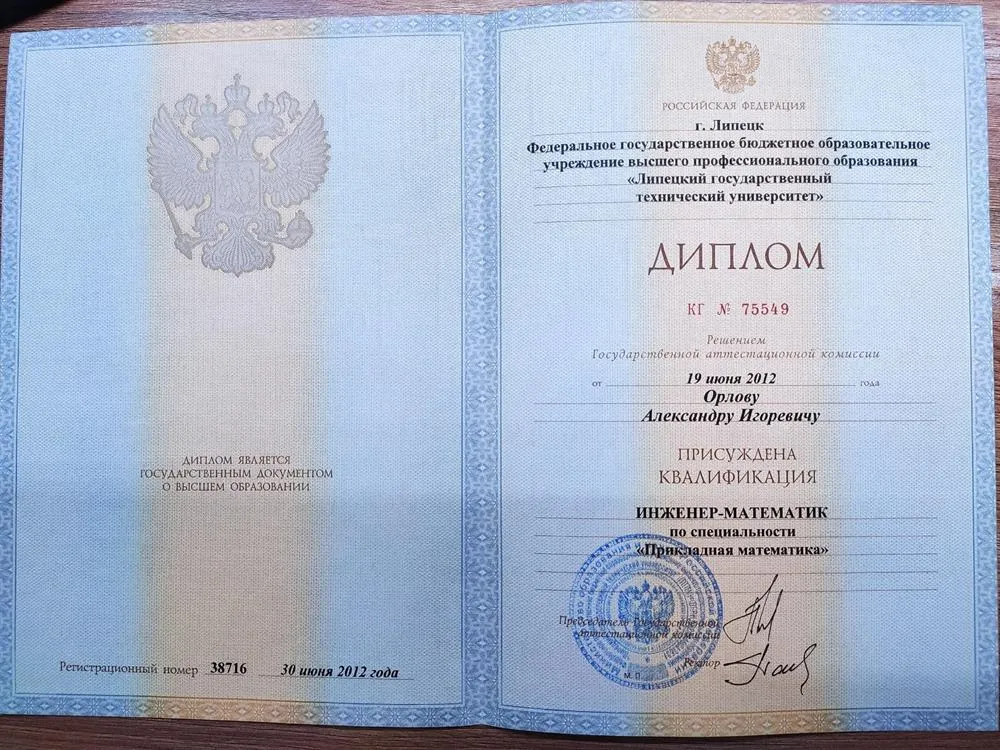 ДИПЛОМ ЯВЛЯЕТСЯ
ГОСУДАРСТВЕННЫМ ДОКУМЕНТОМ
О ВЫСШЕМ ОБРАЗОВАНИИ
Регистрационный номер 38716 30 июня 2012 года
РОССИЙСКАЯ ФЕДЕРАЦИЯ
г. Липецк
Федеральное государственное бюджетное образовательное
учреждение высшего профессионального образования
«Липецкий государственный
технический университет»
ДИПЛОМ
КГ № 75549
Решением
Государственной аттестационной комиссии
от 19 июня 2012 года
Орлову
Александру Игоревичу
ПРИСУЖДЕНА
КВАЛИФИКАЦИЯ
ИНЖЕНЕР-МАТЕМАТИК
по специальности
«Прикладная математика»
Председатель Государственной
аттестационной комиссии
Ректор
М.П.